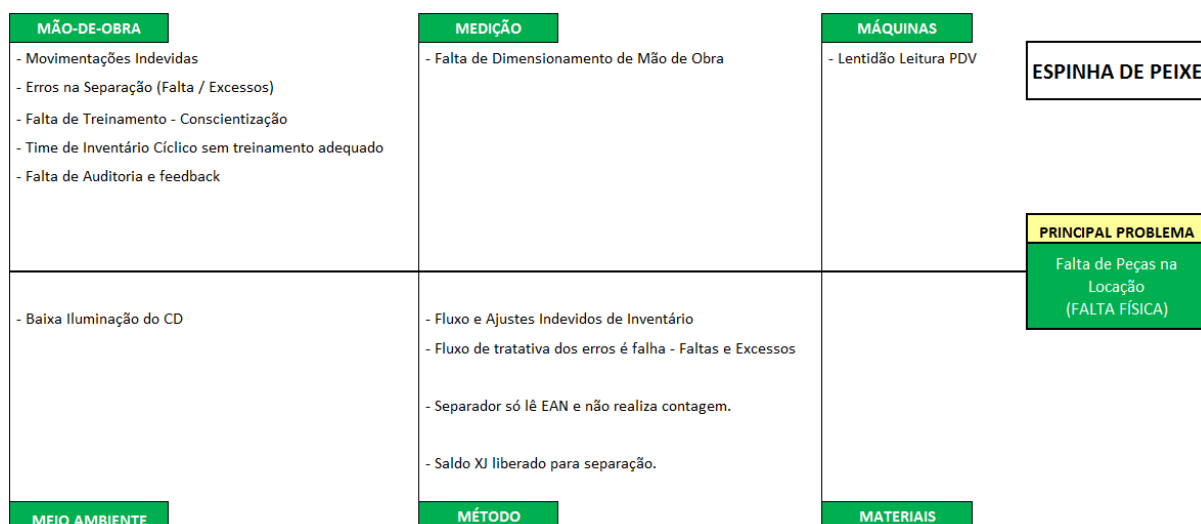 MÃO-DE-OBRA
MEDIÇÃO
MÁQUINAS
- Movimentações Indevidas
- Erros na Separação (Falta / Excessos)
- Falta de Treinamento - Conscientização
- Time de Inventário Cíclico sem treinamento adequado
- Falta de Auditoria e feedback
- Falta de Dimensionamento de Mão de Obra
- Lentidão Leitura PDV
ESPINHA DE PEIXE
PRINCIPAL PROBLEMA
Falta de Peças na
Locação
(FALTA FÍSICA)
- Baixa Iluminação do CD
- Fluxo e Ajustes Indevidos de Inventário
- Fluxo de tratativa dos erros é falha - Faltas e Excessos
- Separador só lê EAN e não realiza contagem.
- Saldo XJ liberado para separação.
MEIO AMBIENTE
MÉTODO
MATERIAIS